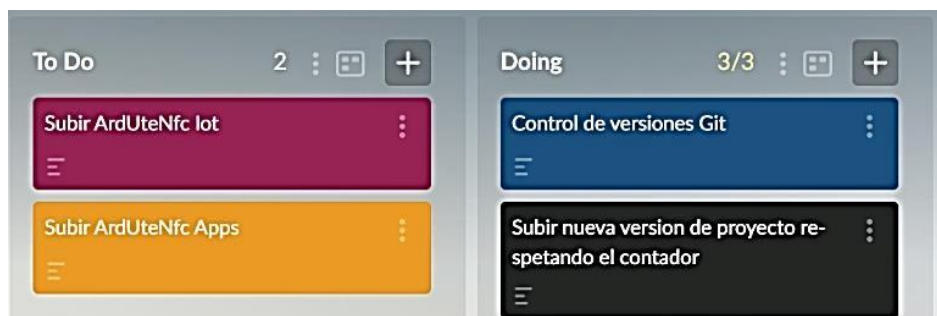 To Do 2
Subir ArdUteNfc Iot
Subir ArdUteNfc Apps
Doing 3/3
Control de versiones Git
Subir nueva version de proyecto re-
spetando el contador